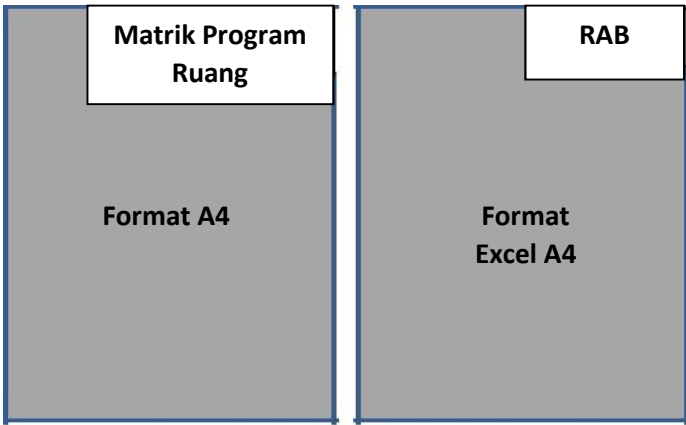 Matrik Program
Ruang
Format A4
RAB
Format
Excel A4